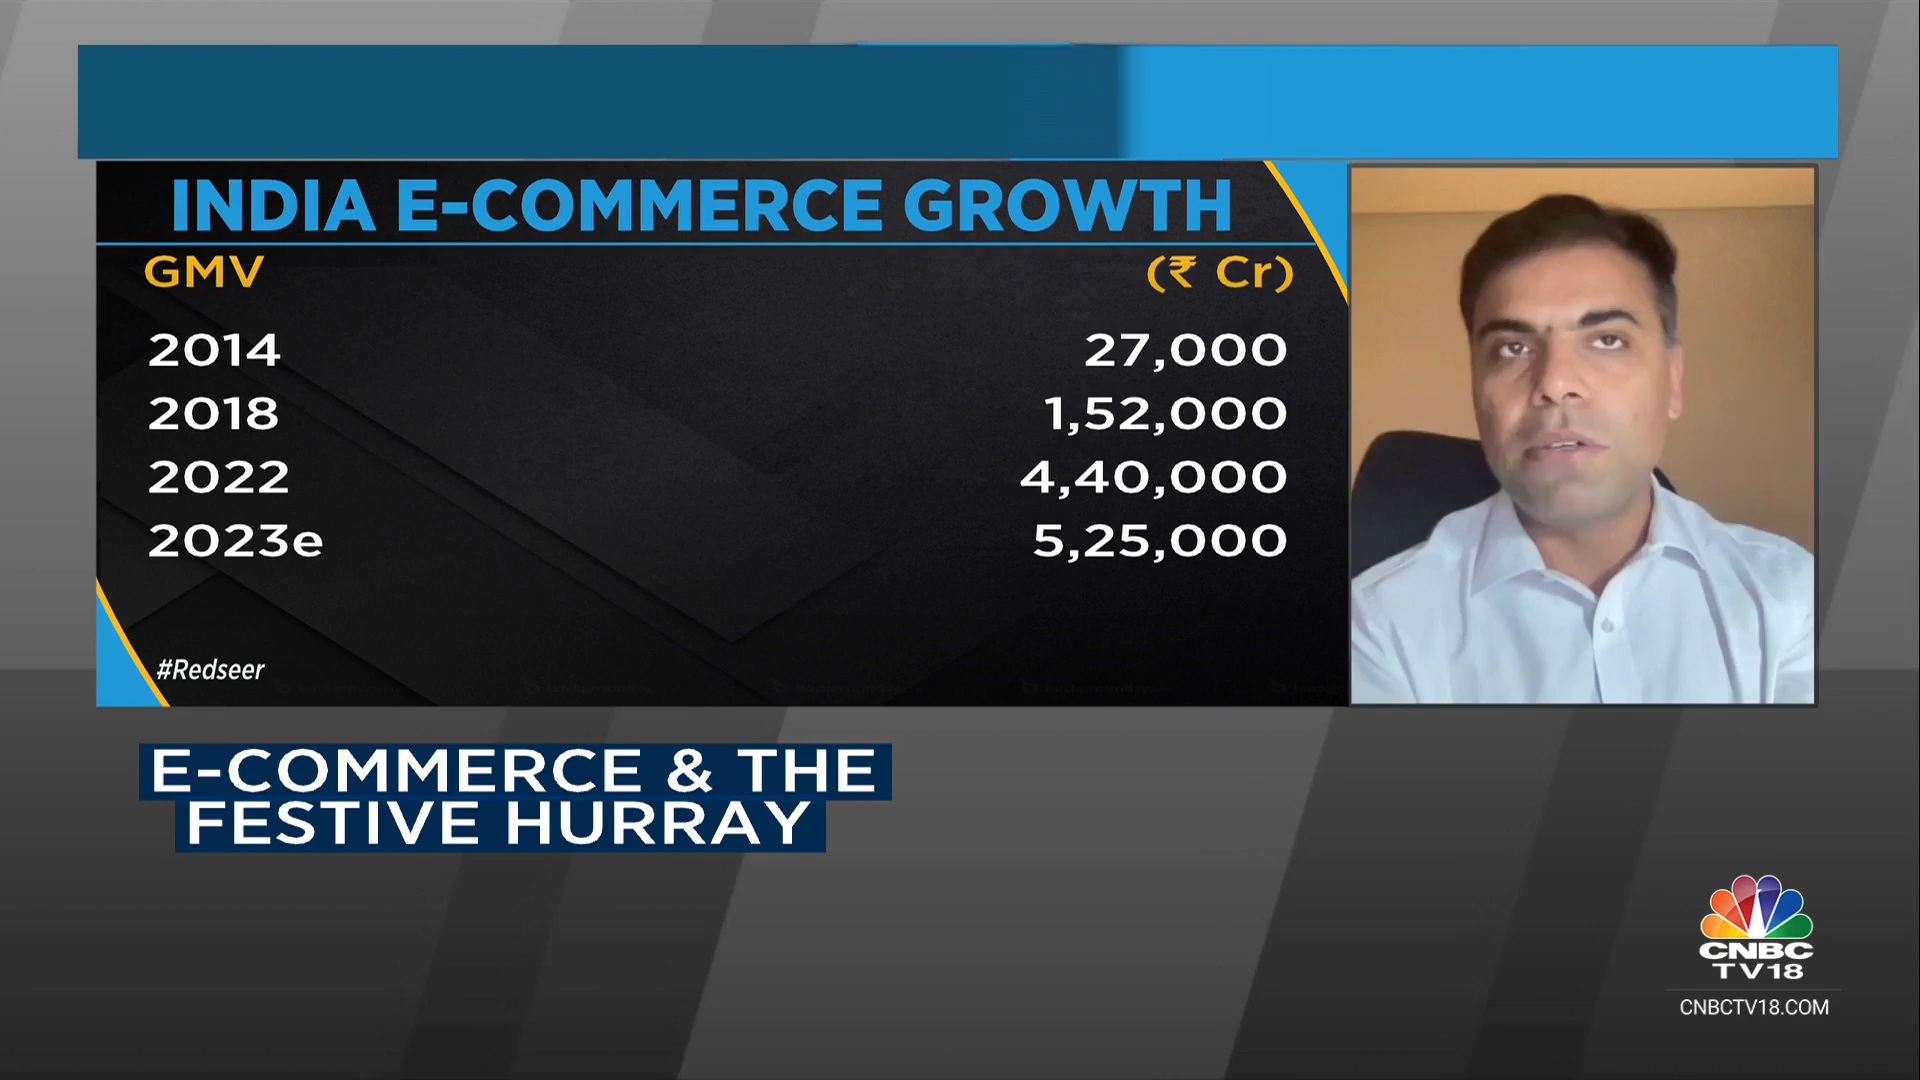 INDIA E-COMMERCE GROWTH
GMV (₹ Cr)
2014 27,000
2018 1,52,000
2022 4,40,000
2023e 5,25,000
#Redseer
E-COMMERCE & THE
FESTIVE HURRAY
CNBC
TV18
CNBCTV18.COM